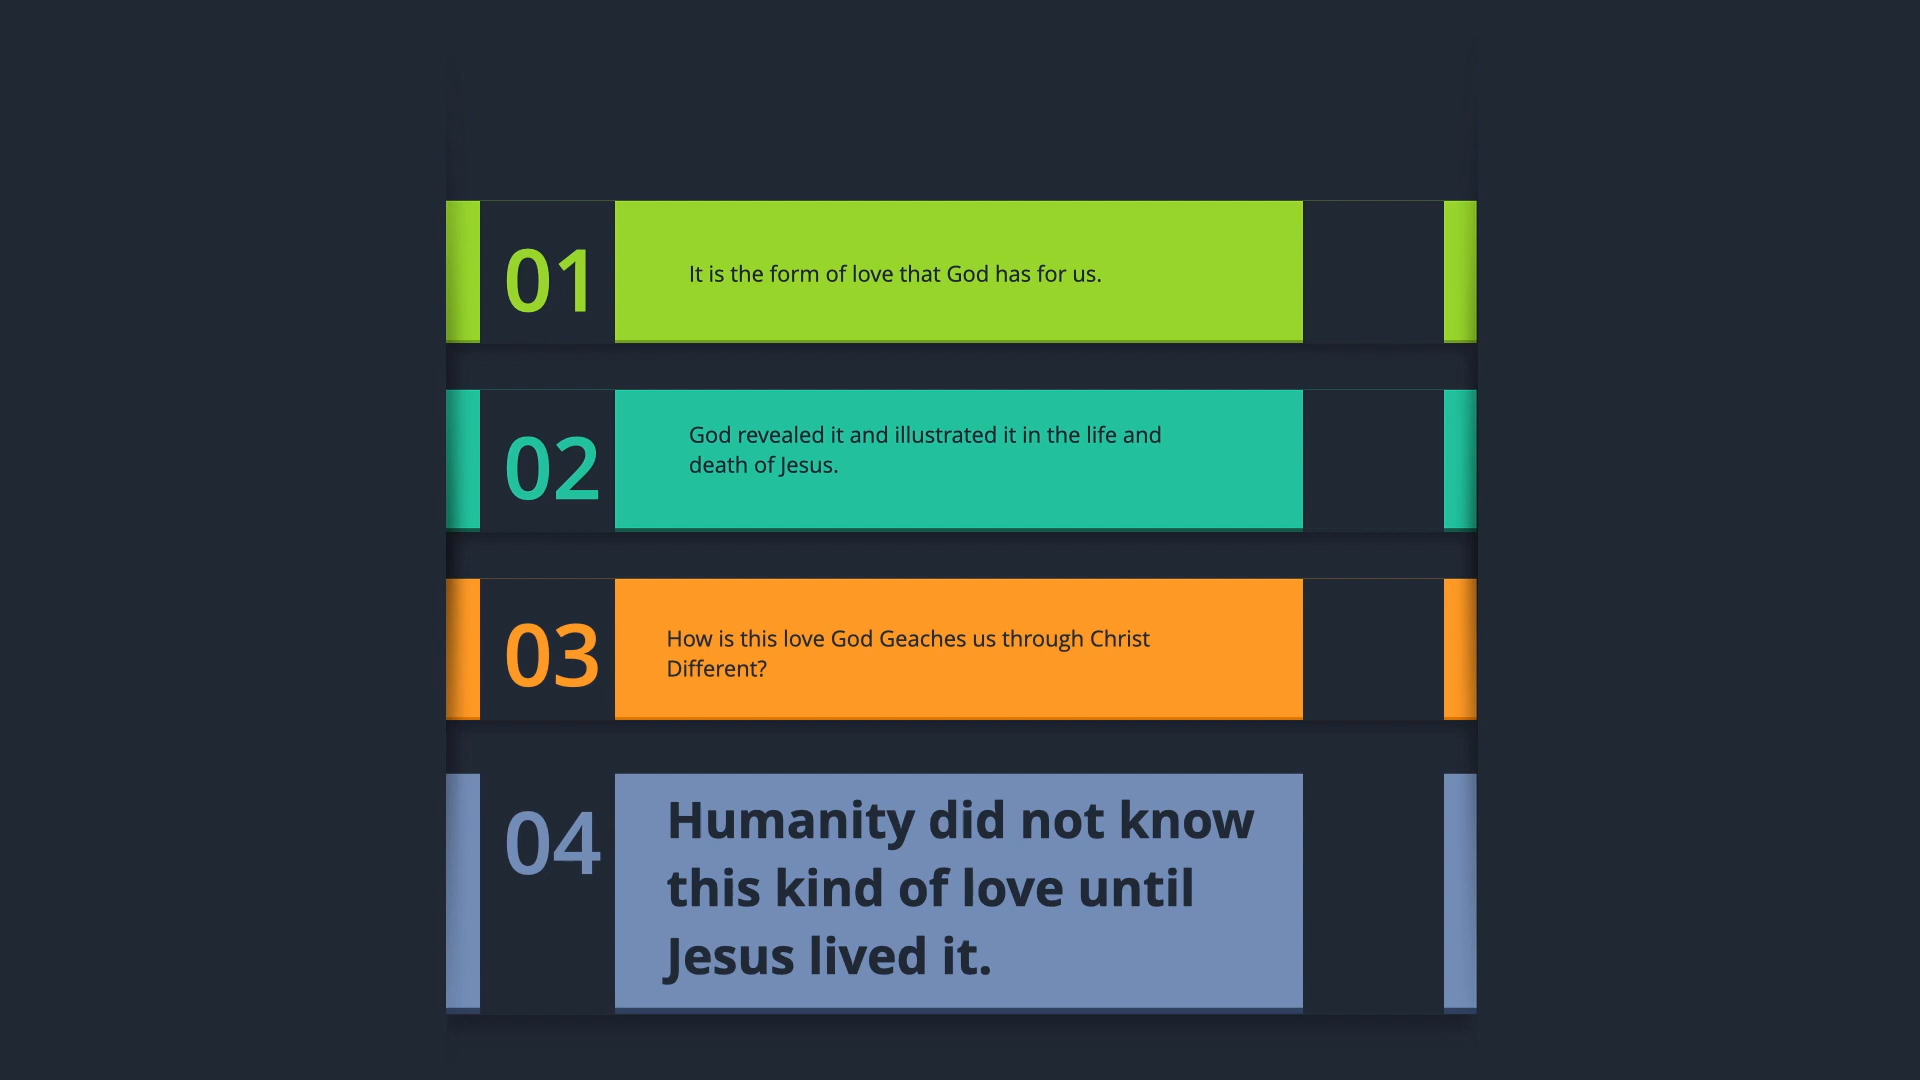 01
It is the form of love that God has for us.
02
God revealed it and illustrated it in the life and
death of Jesus.
03
How is this love God Geaches us through Christ
Different?
04
Humanity did not know
this kind of love until
Jesus lived it.